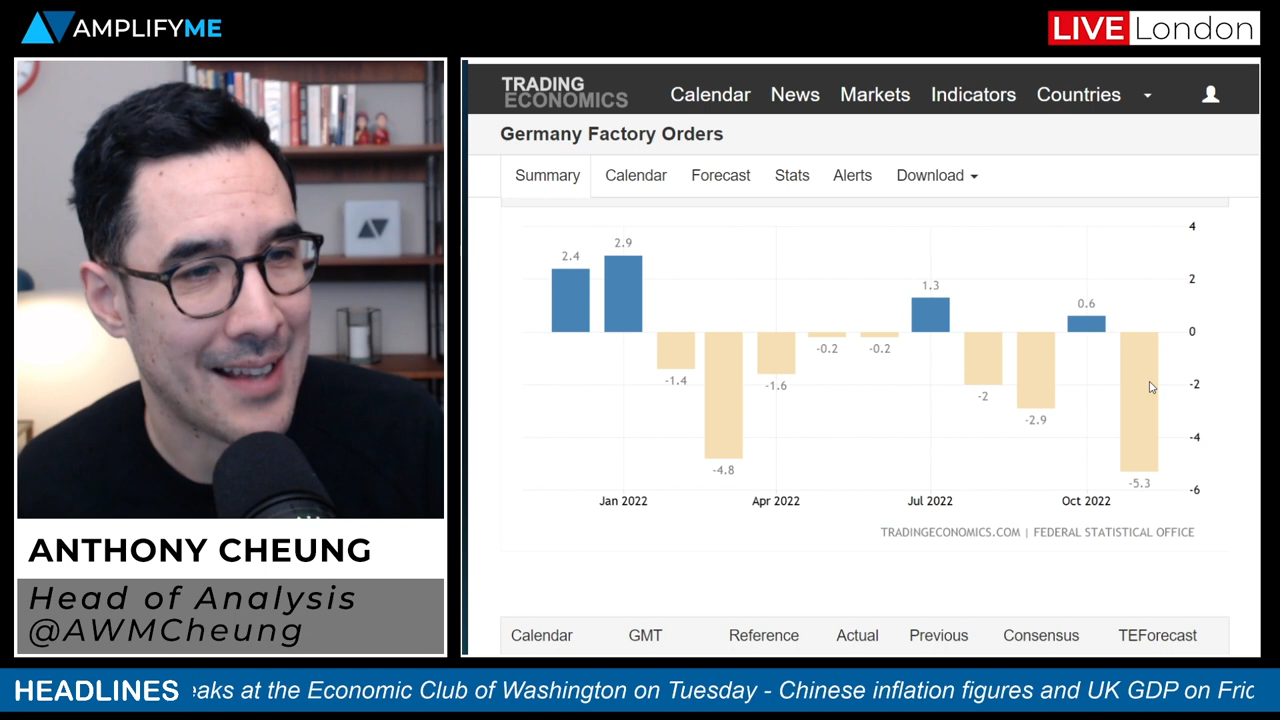 AMPLIFYME
LIVE London
TRADING
ECONOMICS
Calendar News Markets Indicators Countries
Germany Factory Orders
Summary Calendar Forecast Stats Alerts Download
4
2
0
-2
-4
-6
2.4
2.9
-1.4
-4.8
-1.6
-0.2
-0.2
1.3
-2
-2.9
0.6
-5.3
Jan 2022 Apr 2022 Jul 2022 Oct 2022
TRADINGECONOMICS.COM | FEDERAL STATISTICAL OFFICE
Calendar GMT Reference Actual Previous Consensus TEForecast
ANTHONY CHEUNG
Head of Analysis
@AWMCheung
HEADLINES eaks at the Economic Club of Washington on Tuesday - Chinese inflation figures and UK GDP on Fri